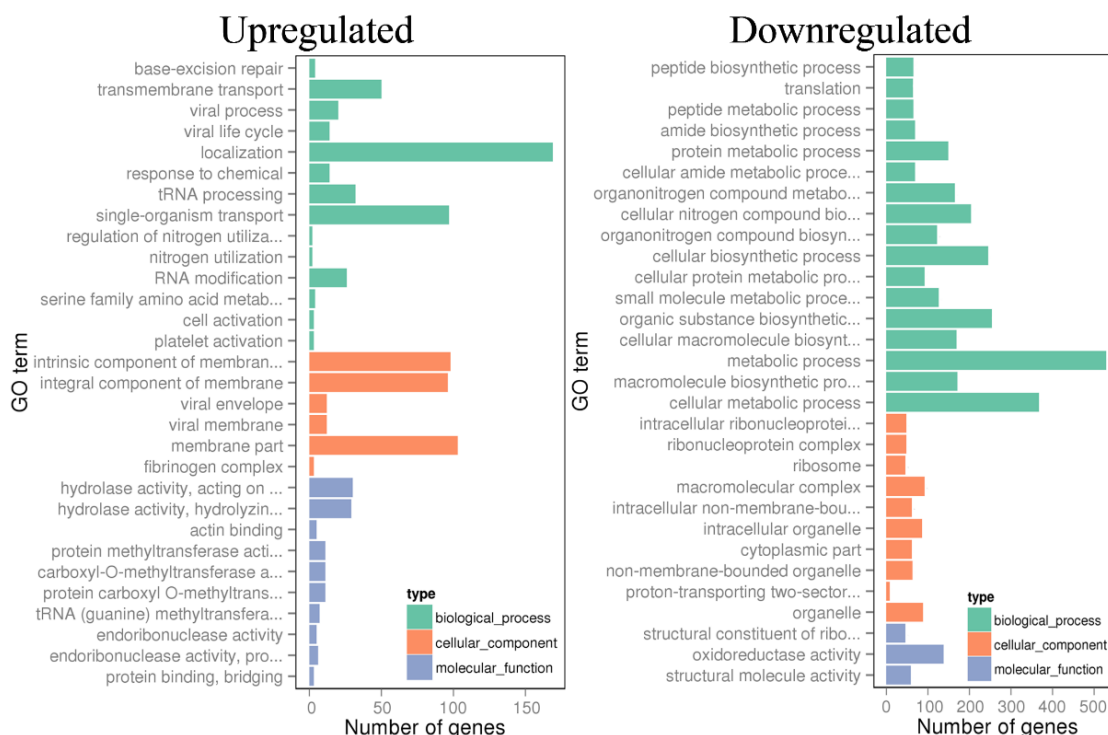 Upregulated
base-excision repair
transmembrane transport
viral process
viral life cycle
localization
response to chemical
tRNA processing
single-organism transport
regulation of nitrogen utiliza...
nitrogen utilization
RNA modification
serine family amino acid metab...
cell activation
platelet activation
intrinsic component of membran...
integral component of membrane
viral envelope
viral membrane
membrane part
fibrinogen complex
hydrolase activity, acting on ...
hydrolase activity, hydrolyzin...
actin binding
protein methyltransferase acti...
carboxyl-O-methyltransferase a...
protein carboxyl O-methyltrans...
tRNA (guanine) methyltransfera...
endoribonuclease activity
endoribonuclease activity, pro...
protein binding, bridging
GO term
type
biological_process
cellular_component
molecular_function
0 50 100 150
Number of genes
Downregulated
peptide biosynthetic process
translation
peptide metabolic process
amide biosynthetic process
protein metabolic process
cellular amide metabolic proce...
organonitrogen compound metabo...
cellular nitrogen compound bio...
organonitrogen compound biosyn...
cellular biosynthetic process
cellular protein metabolic pro...
small molecule metabolic proce...
organic substance biosynthetic...
cellular macromolecule biosynt...
metabolic process
macromolecule biosynthetic pro...
cellular metabolic process
intracellular ribonucleoprotei...
ribonucleoprotein complex
ribosome
macromolecular complex
intracellular non-membrane-bou...
intracellular organelle
cytoplasmic part
non-membrane-bounded organelle
proton-transporting two-sector...
organelle
structural constituent of ribo...
oxidoreductase activity
structural molecule activity
GO term
type
biological_process
cellular_component
molecular_function
0 100 200 300 400 500
Number of genes